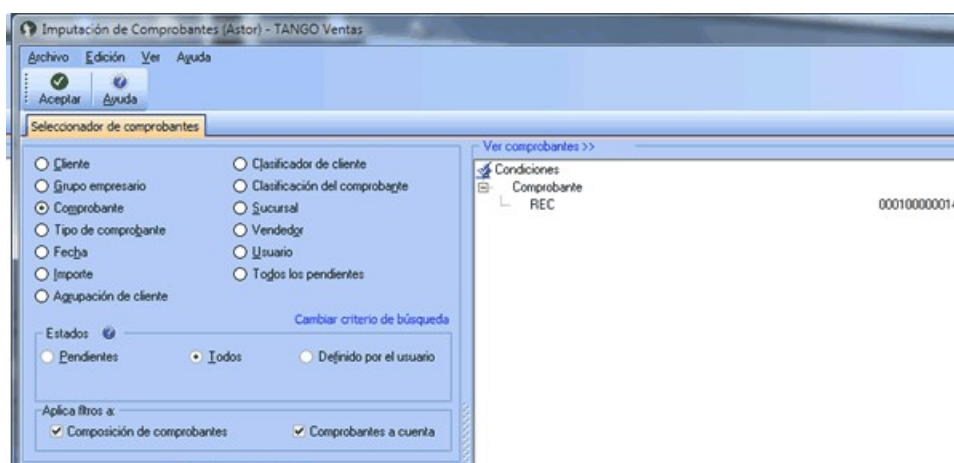 Imputación de Comprobantes (Astor) - TANGO Ventas
Archivo Edición Ver Ayuda
Aceptar Ayuda
Seleccionador de comprobantes
Ver comprobantes >>
Cliente Clasificador de cliente
Grupo empresario Clasificación del comprobante
Comprobante Sucursal
Tipo de comprobante Vendedor
Fecha Usuario
Importe Todos los pendientes
Agrupación de cliente
Cambiar criterio de búsqueda
Estados
Pendientes Todos Definido por el usuario
Aplica filtros a:
Composición de comprobantes Comprobantes a cuenta
Condiciones
Comprobante
REC 00010000014